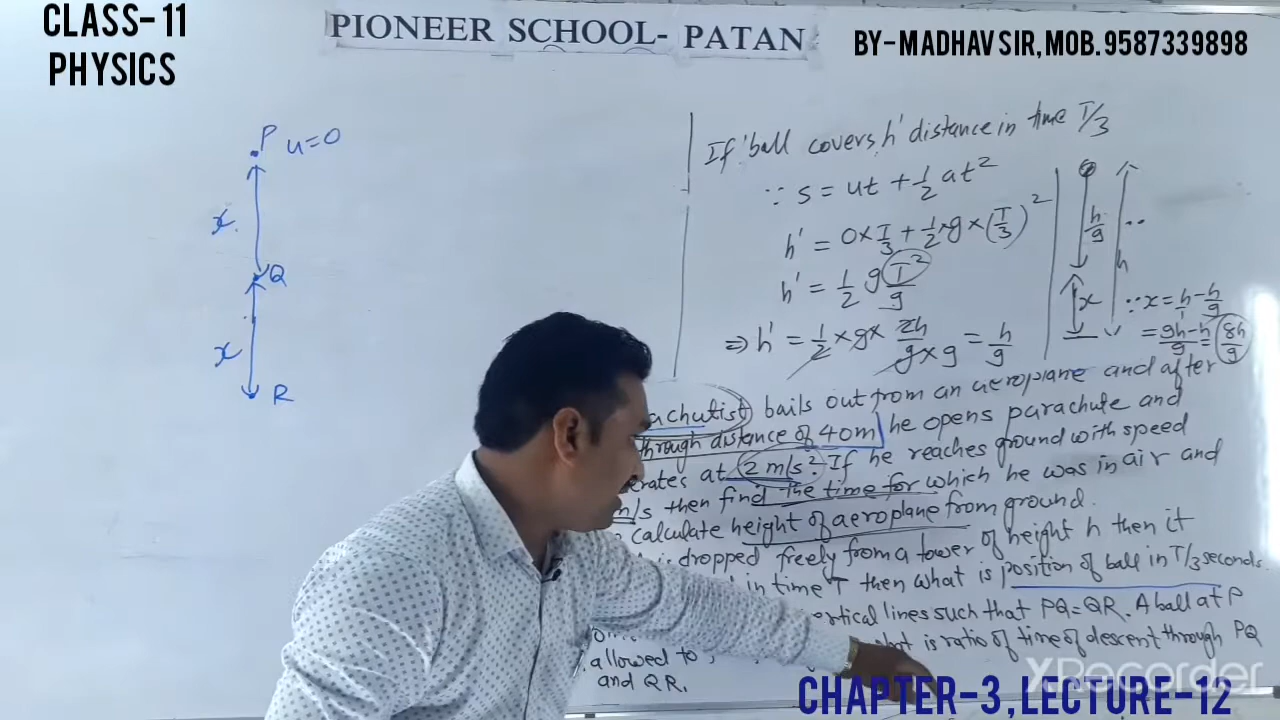 CLASS-11
PHYSICS
PIONEER SCHOOL- PATAN
BY-MADHAV SIR, MOB. 9587339898
P u=0
x
Q
x
R
If ball covers h' distance in time T/3
∵ s = ut + 1/2 at²
h' = 0×T/3 + 1/2×g×(T/3)²
h' = 1/2 g T²/9
⇒ h' = 1/2 × g × 2h/g×9 = h/9
h/9
h
x
∵ x = h/1 - h/9
= 9h-h/9 = 8h/9
achutist bails out from an aeroplane and after
through distance of 40m he opens parachute and
erates at 2 m/s². If he reaches ground with speed
m/s then find the time for which he was in air and
calculate height of aeroplane from ground.
is dropped freely from a tower of height h then it
in time T then what is position of ball in T/3 seconds.
ertical lines such that PQ=QR. A ball at P
allowed to is ratio of time of descent through PQ
and QR.
CHAPTER-3, LECTURE-12
XRecorder